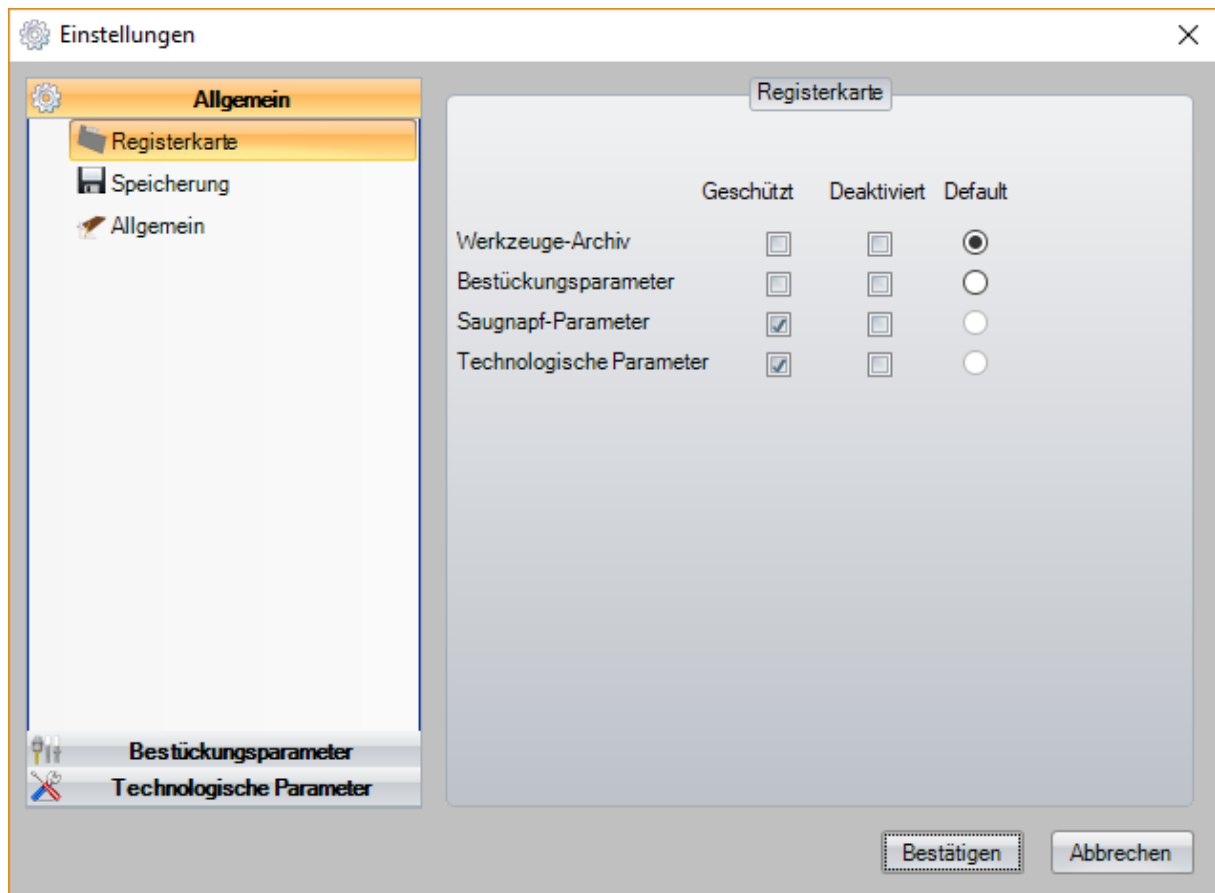 Einstellungen
Allgemein
Registerkarte
Speicherung
Allgemein
Bestückungsparameter
Technologische Parameter
Registerkarte
Geschützt Deaktiviert Default
Werkzeuge-Archiv
Bestückungsparameter
Saugnapf-Parameter
Technologische Parameter
Bestätigen Abbrechen